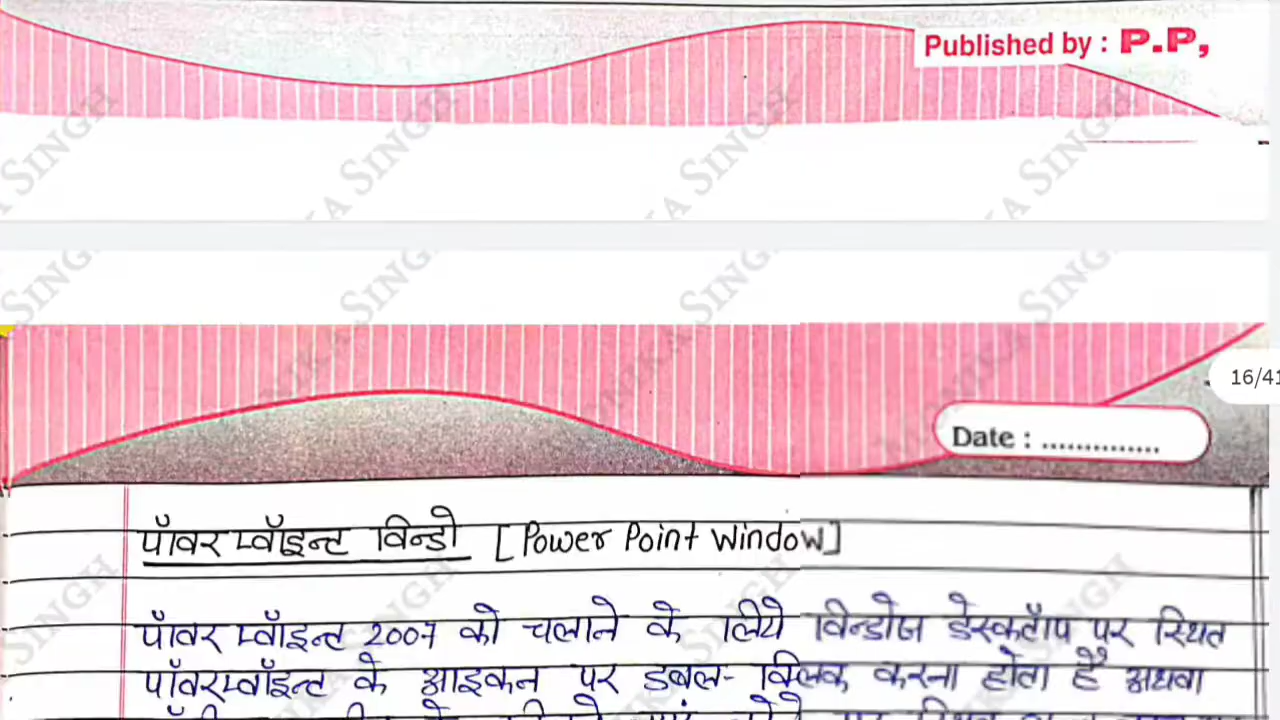 Published by : P.P,
16/41
Date : ..............
पॉवर प्वॉइन्ट विन्डो [Power Point Window]
पॉवर प्वॉइन्ट 2007 को चलाने के लिये विन्डोज डेस्कटॉप पर स्थित
पॉवरप्वॉइन्ट के आइकन पर डबल-क्लिक करना होता है अथवा